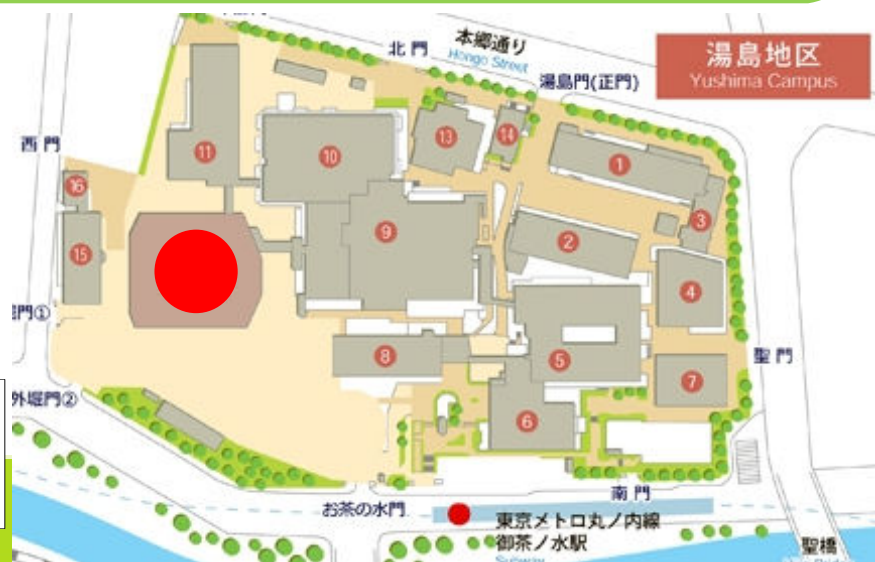 本郷通り
Hongo Street
湯島地区
Yushima Campus
北門
湯島門(正門)
西門
11
10
13
14
1
16
3
15
9
2
4
門①
8
5
7
聖門
外堀門②
6
お茶の水門
南門
東京メトロ丸ノ内線
御茶ノ水駅
聖橋